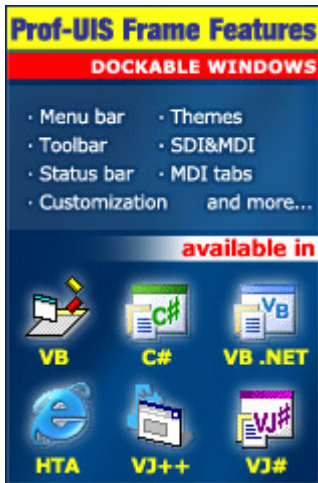 Prof-UIS Frame Features
DOCKABLE WINDOWS
· Menu bar · Themes
· Toolbar · SDI&MDI
· Status bar · MDI tabs
· Customization and more...
available in
C# VB
VB C# VB .NET
VJ#
HTA VJ++ VJ#